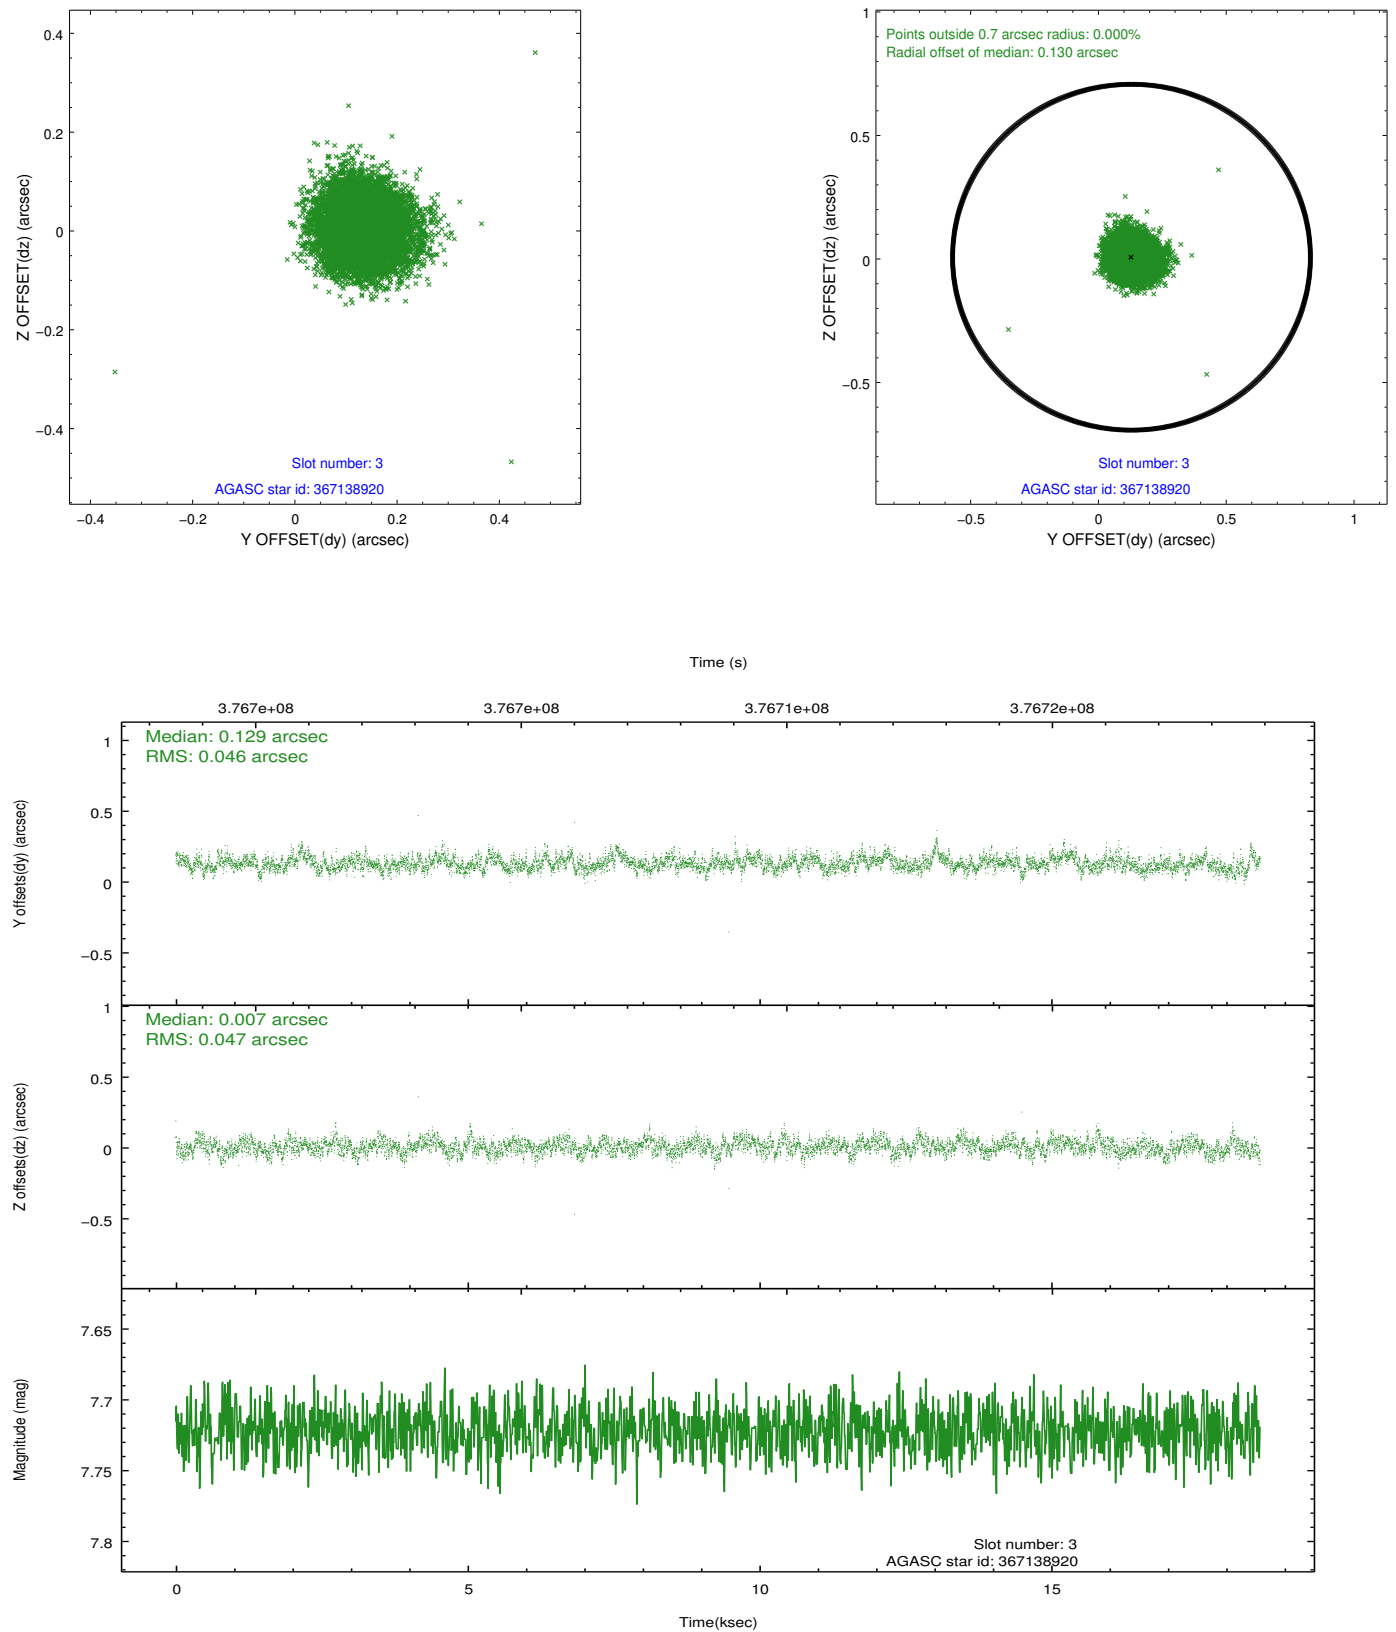 0.4
0.2
0
−0.2
−0.4
Z OFFSET(dz) (arcsec)
Slot number: 3
AGASC star id: 367138920
−0.4
−0.2
0
0.2
0.4
Y OFFSET(dy) (arcsec)
1
0.5
0
−0.5
Z OFFSET(dz) (arcsec)
Points outside 0.7 arcsec radius: 0.000%
Radial offset of median: 0.130 arcsec
Slot number: 3
AGASC star id: 367138920
−0.5
0
0.5
1
Y OFFSET(dy) (arcsec)
Time (s)
3.767e+08
3.767e+08
3.7671e+08
3.7672e+08
Median: 0.129 arcsec
RMS: 0.046 arcsec
1
0.5
0
−0.5
Y offsets(dy) (arcsec)
Median: 0.007 arcsec
RMS: 0.047 arcsec
1
0.5
0
−0.5
Z offsets(dz) (arcsec)
7.65
7.7
7.75
7.8
Magnitude (mag)
Slot number: 3
AGASC star id: 367138920
0
5
10
15
Time(ksec)